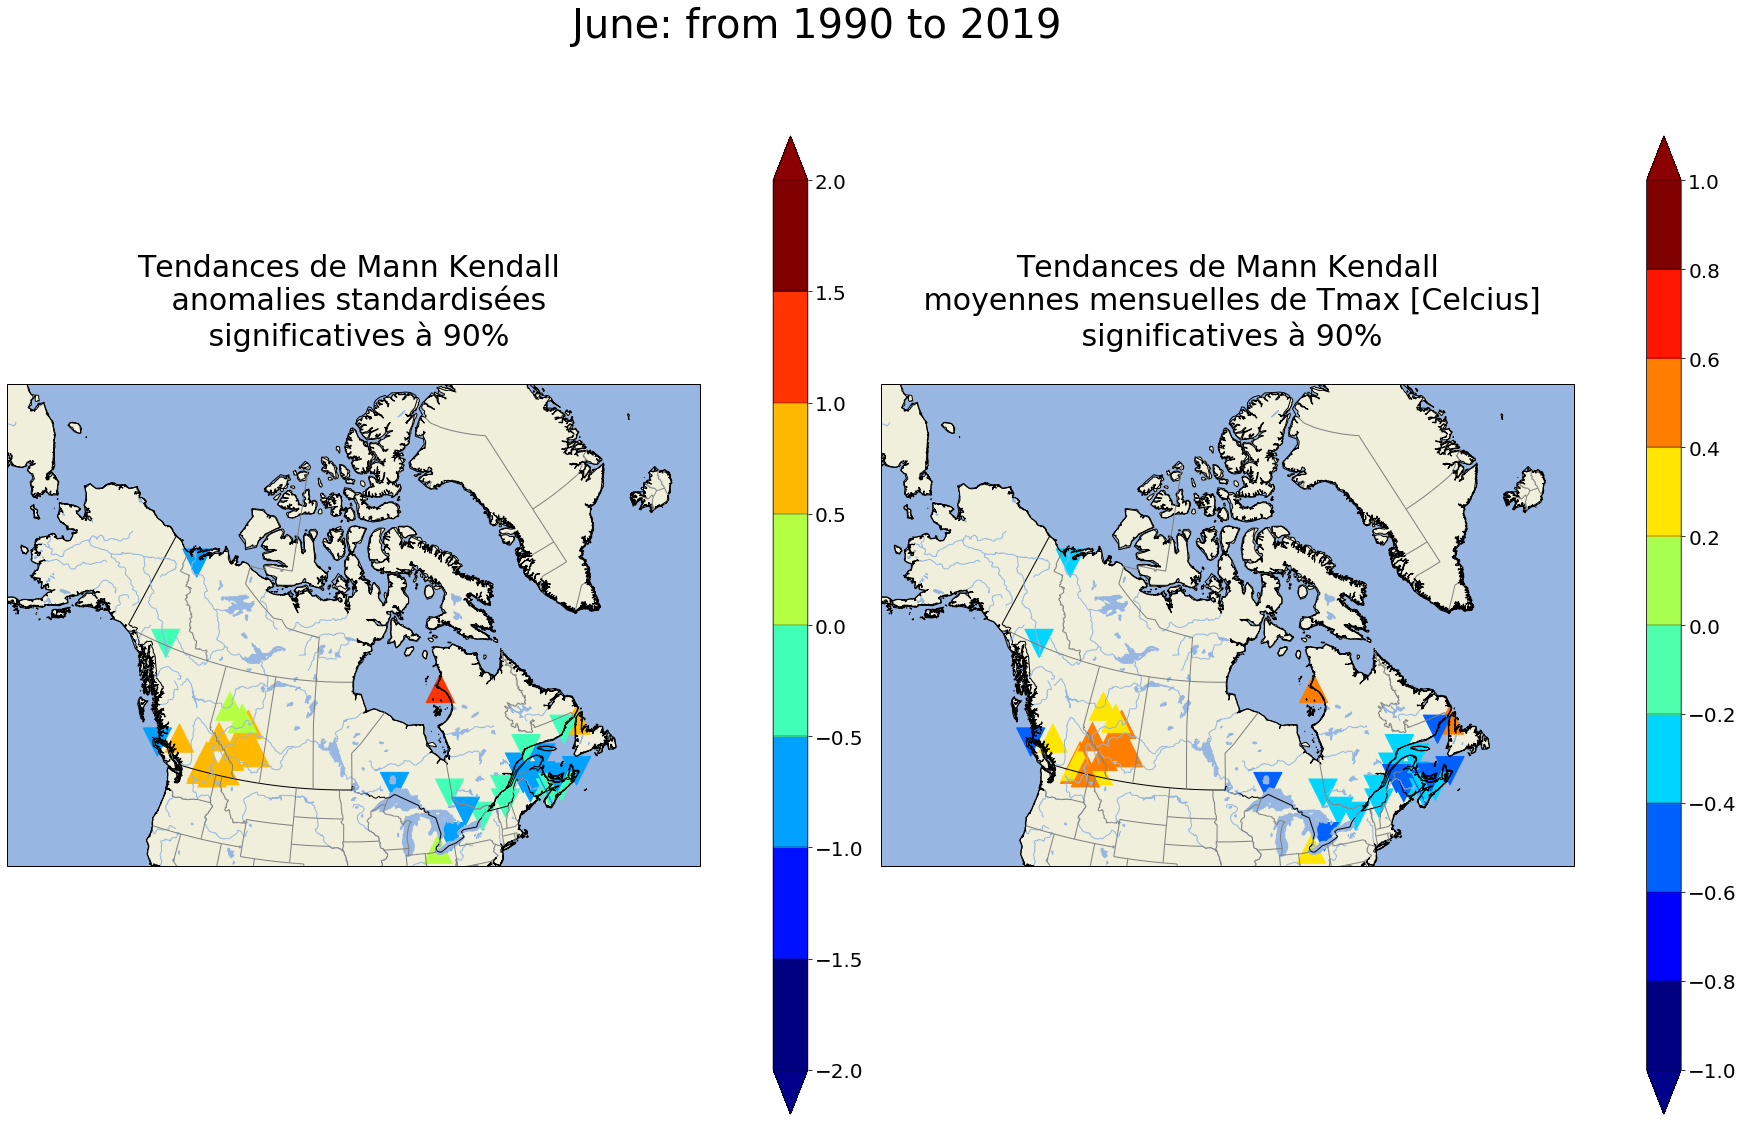 June: from 1990 to 2019
Tendances de Mann Kendall
anomalies standardisées
significatives à 90%
2.0
1.5
1.0
0.5
0.0
−0.5
−1.0
−1.5
−2.0
Tendances de Mann Kendall
moyennes mensuelles de Tmax [Celcius]
significatives à 90%
1.0
0.8
0.6
0.4
0.2
0.0
−0.2
−0.4
−0.6
−0.8
−1.0